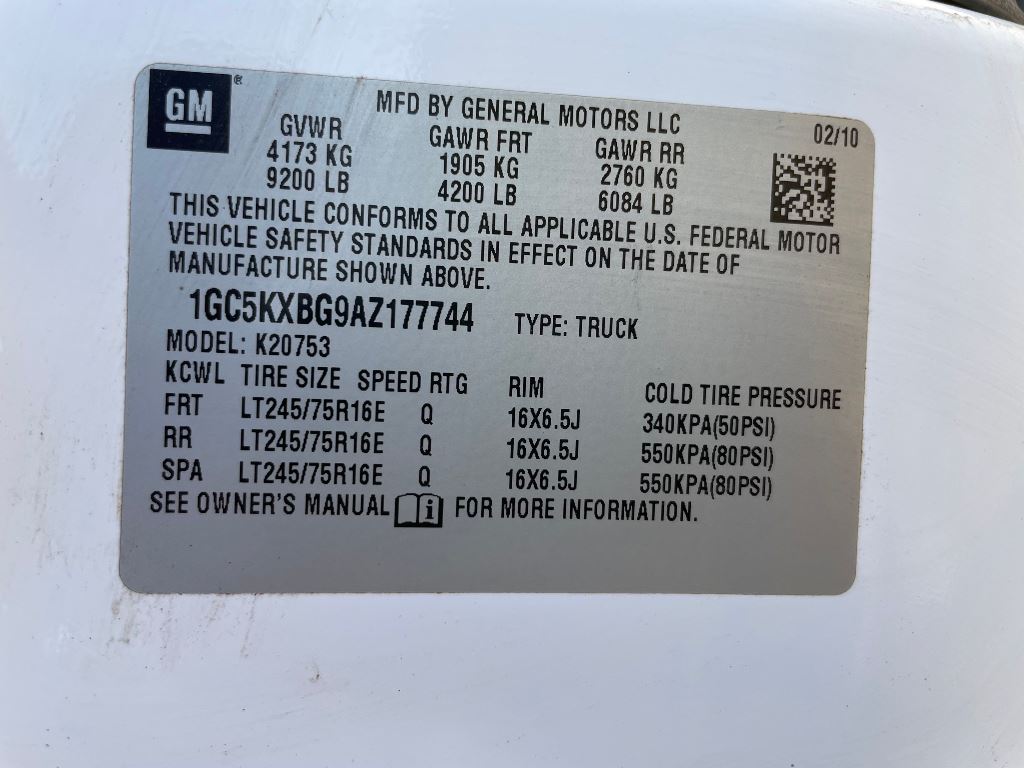 GM ®
MFD BY GENERAL MOTORS LLC 02/10
GVWR GAWR FRT GAWR RR
4173 KG 1905 KG 2760 KG
9200 LB 4200 LB 6084 LB
THIS VEHICLE CONFORMS TO ALL APPLICABLE U.S. FEDERAL MOTOR
VEHICLE SAFETY STANDARDS IN EFFECT ON THE DATE OF
MANUFACTURE SHOWN ABOVE.
1GC5KXBG9AZ177744 TYPE: TRUCK
MODEL: K20753
KCWL TIRE SIZE SPEED RTG RIM COLD TIRE PRESSURE
FRT LT245/75R16E Q 16X6.5J 340KPA(50PSI)
RR LT245/75R16E Q 16X6.5J 550KPA(80PSI)
SPA LT245/75R16E Q 16X6.5J 550KPA(80PSI)
SEE OWNER'S MANUAL i FOR MORE INFORMATION.